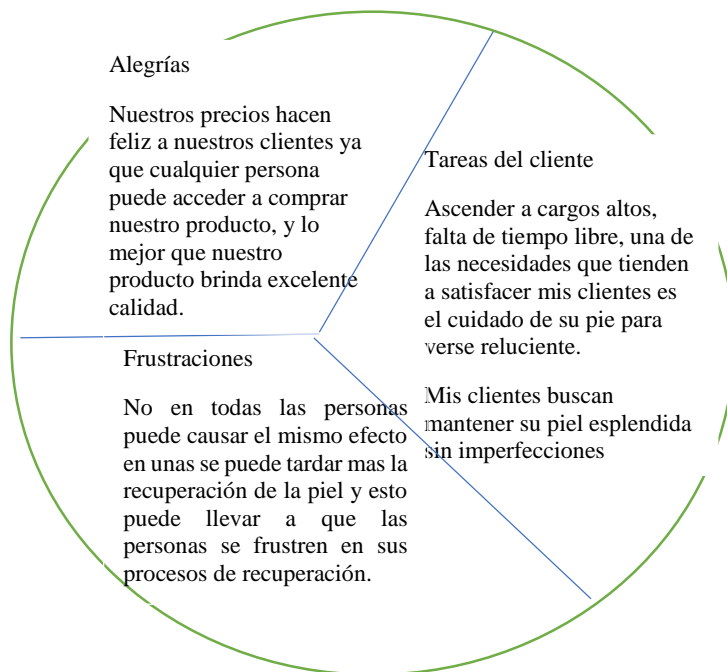 Alegrías
Nuestros precios hacen
feliz a nuestros clientes ya
que cualquier persona
puede acceder a comprar
nuestro producto, y lo
mejor que nuestro
producto brinda excelente
calidad.
Tareas del cliente
Ascender a cargos altos,
falta de tiempo libre, una de
las necesidades que tienden
a satisfacer mis clientes es
el cuidado de su pie para
verse reluciente.
Mis clientes buscan
mantener su piel esplendida
sin imperfecciones
Frustraciones
No en todas las personas
puede causar el mismo efecto
en unas se puede tardar mas la
recuperación de la piel y esto
puede llevar a que las
personas se frustren en sus
procesos de recuperación.